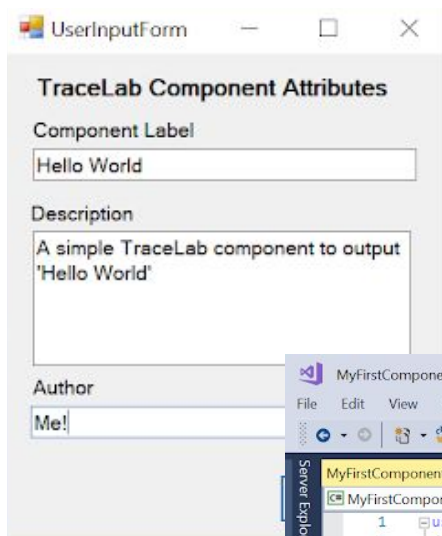 UserInputForm
TraceLab Component Attributes
Component Label
Hello World
Description
A simple TraceLab component to output
'Hello World'
Author
Me!
MyFirstCompone
File Edit View
Server Explo
MyFirstComponent
C# MyFirstCompor
1 u